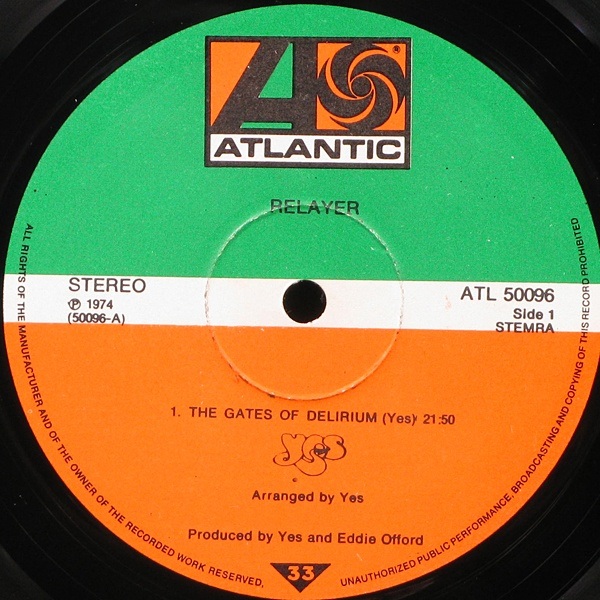 ®
ATLANTIC
RELAYER
STEREO
℗ 1974
(50096-A)
ATL 50096
Side 1
STEMRA
1. THE GATES OF DELIRIUM (Yes) 21:50
yes
Arranged by Yes
Produced by Yes and Eddie Offord
33
ALL RIGHTS OF THE MANUFACTURER AND OF THE OWNER OF THE RECORDED WORK RESERVED,
UNAUTHORIZED PUBLIC PERFORMANCE, BROADCASTING AND COPYING OF THIS RECORD PROHIBITED